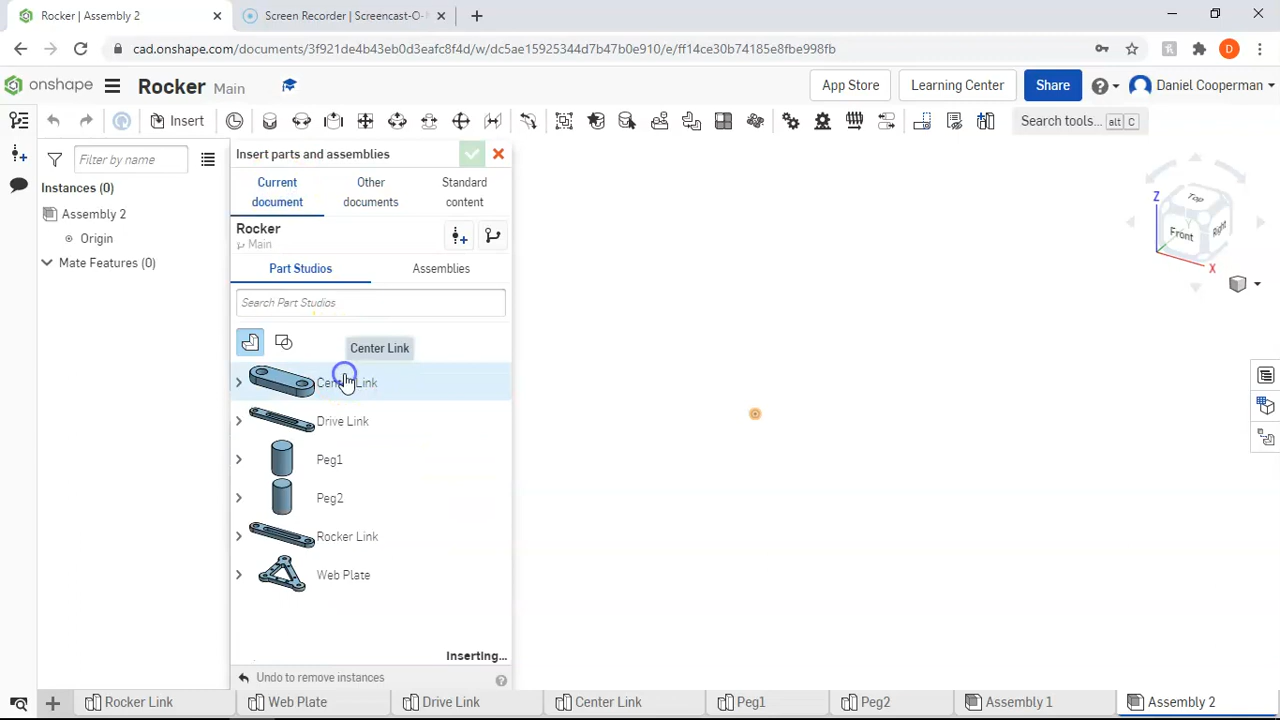 Rocker | Assembly 2
Screen Recorder | Screencast-O-
cad.onshape.com/documents/3f921de4b43eb0d3eafc8f4d/w/dc5ae15925344d7b47b0e910/e/ff14ce30b74185e8fbe998fb
D
onshape
Rocker Main
App Store
Learning Center
Share
Daniel Cooperman
Insert
Search tools... alt C
Filter by name
Instances (0)
Assembly 2
Origin
Mate Features (0)
Insert parts and assemblies
Current document
Other documents
Standard content
Rocker
Main
Part Studios
Assemblies
Search Part Studios
Center Link
Center Link
Drive Link
Peg1
Peg2
Rocker Link
Web Plate
Inserting...
Undo to remove instances
Z
Top
Front
Right
X
Rocker Link
Web Plate
Drive Link
Center Link
Peg1
Peg2
Assembly 1
Assembly 2